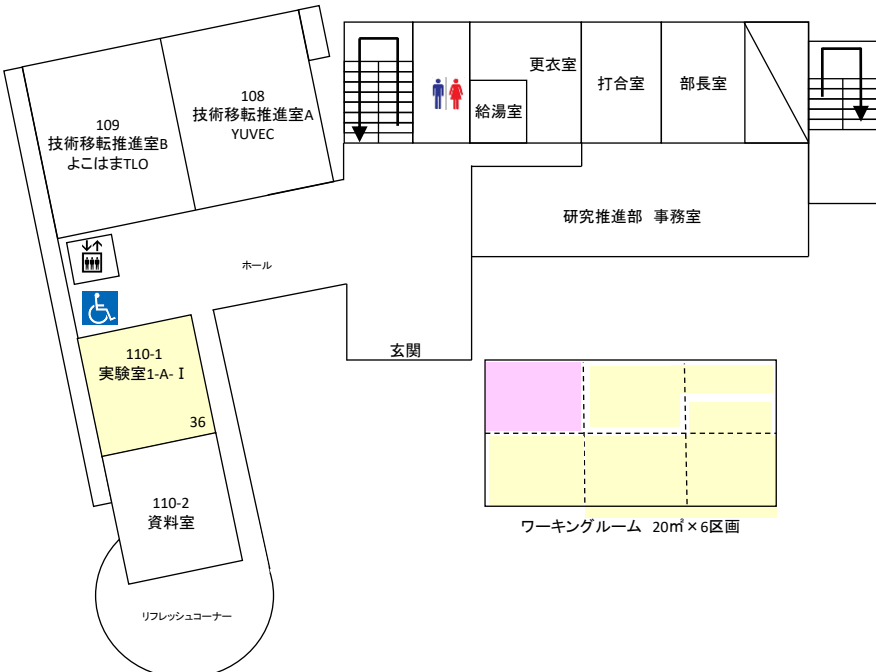 109
技術移転推進室B
よこはまTLO
108
技術移転推進室A
YUVEC
更衣室
給湯室
打合室
部長室
研究推進部 事務室
ホール
玄関
110-1
実験室1-A-Ⅰ
36
110-2
資料室
リフレッシュコーナー
ワーキングルーム 20㎡×6区画